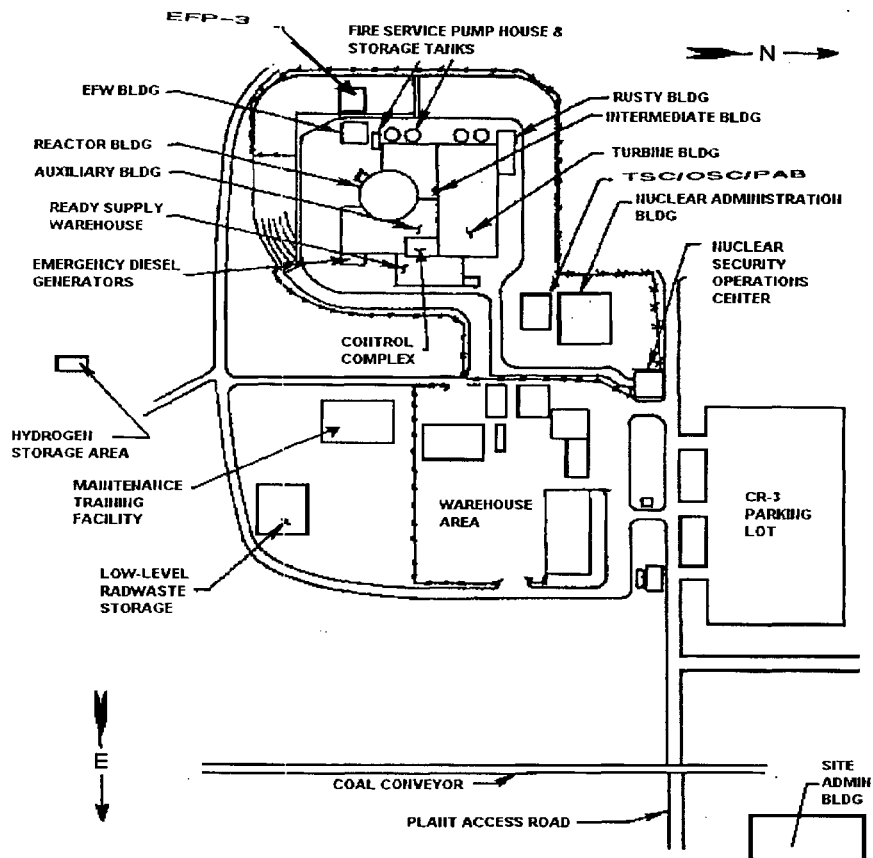 EFP-3
FIRE SERVICE PUMP HOUSE &
STORAGE TANKS
N
EFW BLDG
RUSTY BLDG
INTERMEDIATE BLDG
REACTOR BLDG
TURBINE BLDG
AUXILIARY BLDG
TSC/OSC/PAB
READY SUPPLY
WAREHOUSE
NUCLEAR ADMINISTRATION
BLDG
NUCLEAR
SECURITY
OPERATIONS
CENTER
EMERGENCY DIESEL
GENERATORS
CONTROL
COMPLEX
HYDROGEN
STORAGE AREA
MAINTENANCE
TRAINING
FACILITY
WAREHOUSE
AREA
CR-3
PARKING
LOT
LOW-LEVEL
RADWASTE
STORAGE
E
COAL CONVEYOR
SITE
ADMIN
BLDG
PLANT ACCESS ROAD